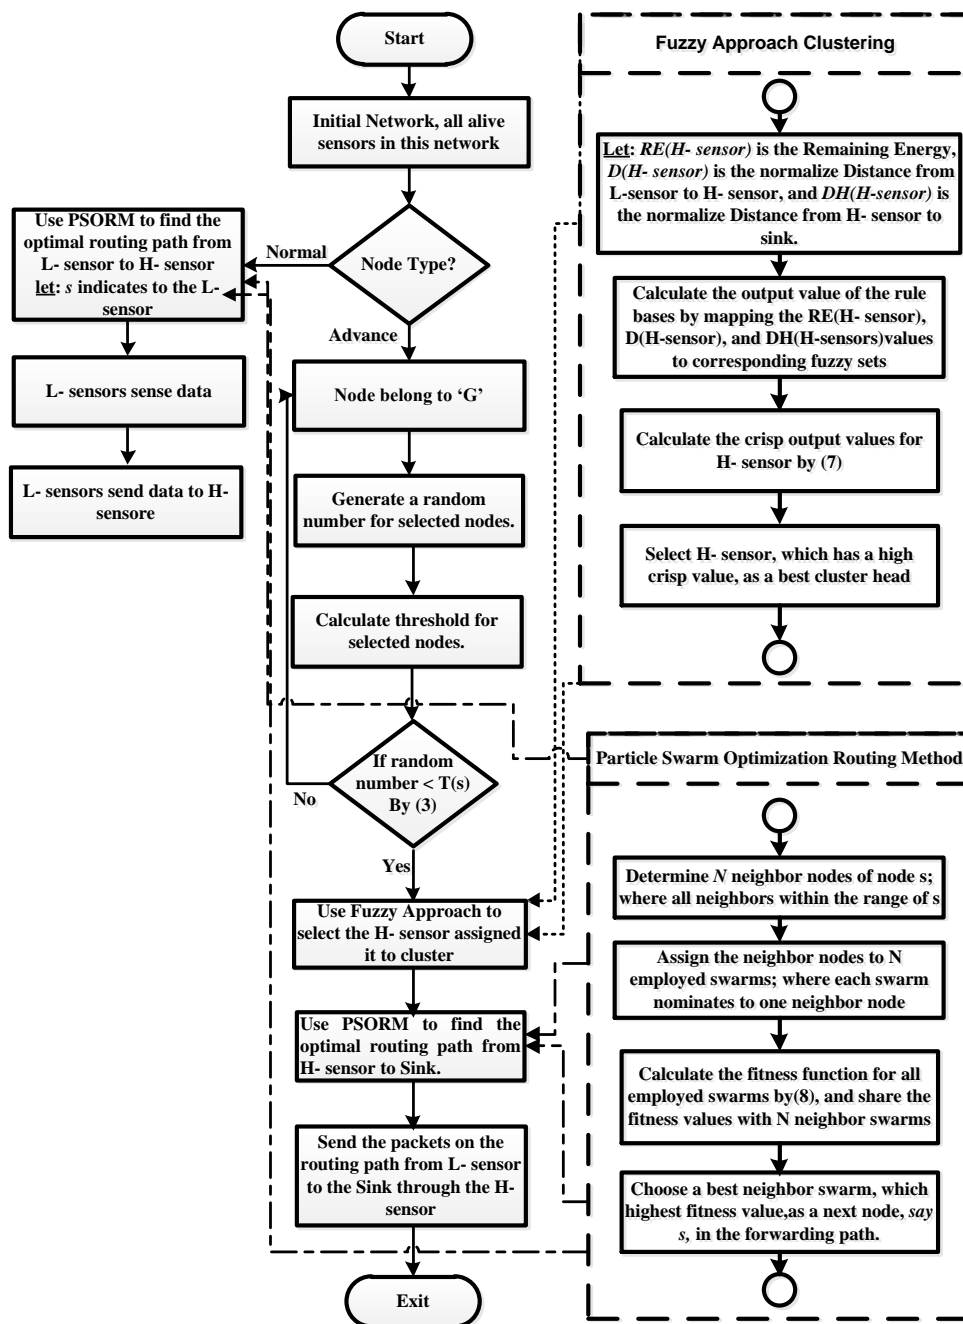 Start
Initial Network, all alive
sensors in this network
Node Type?
Normal
Advance
Use PSORM to find the
optimal routing path from
L- sensor to H- sensor
let: s indicates to the L-
sensor
L- sensors sense data
L- sensors send data to H-
sensore
Node belong to ‘G’
Generate a random
number for selected nodes.
Calculate threshold for
selected nodes.
If random
number < T(s)
By (3)
No
Yes
Use Fuzzy Approach to
select the H- sensor assigned
it to cluster
Use PSORM to find the
optimal routing path from
H- sensor to Sink.
Send the packets on the
routing path from L- sensor
to the Sink through the H-
sensor
Exit
Fuzzy Approach Clustering
Let: RE(H- sensor) is the Remaining Energy,
D(H- sensor) is the normalize Distance from
L-sensor to H- sensor, and DH(H-sensor) is
the normalize Distance from H- sensor to
sink.
Calculate the output value of the rule
bases by mapping the RE(H- sensor),
D(H-sensor), and DH(H-sensors)values
to corresponding fuzzy sets
Calculate the crisp output values for
H- sensor by (7)
Select H- sensor, which has a high
crisp value, as a best cluster head
Particle Swarm Optimization Routing Method
Determine N neighbor nodes of node s;
where all neighbors within the range of s
Assign the neighbor nodes to N
employed swarms; where each swarm
nominates to one neighbor node
Calculate the fitness function for all
employed swarms by(8), and share the
fitness values with N neighbor swarms
Choose a best neighbor swarm, which
highest fitness value,as a next node, say
s, in the forwarding path.